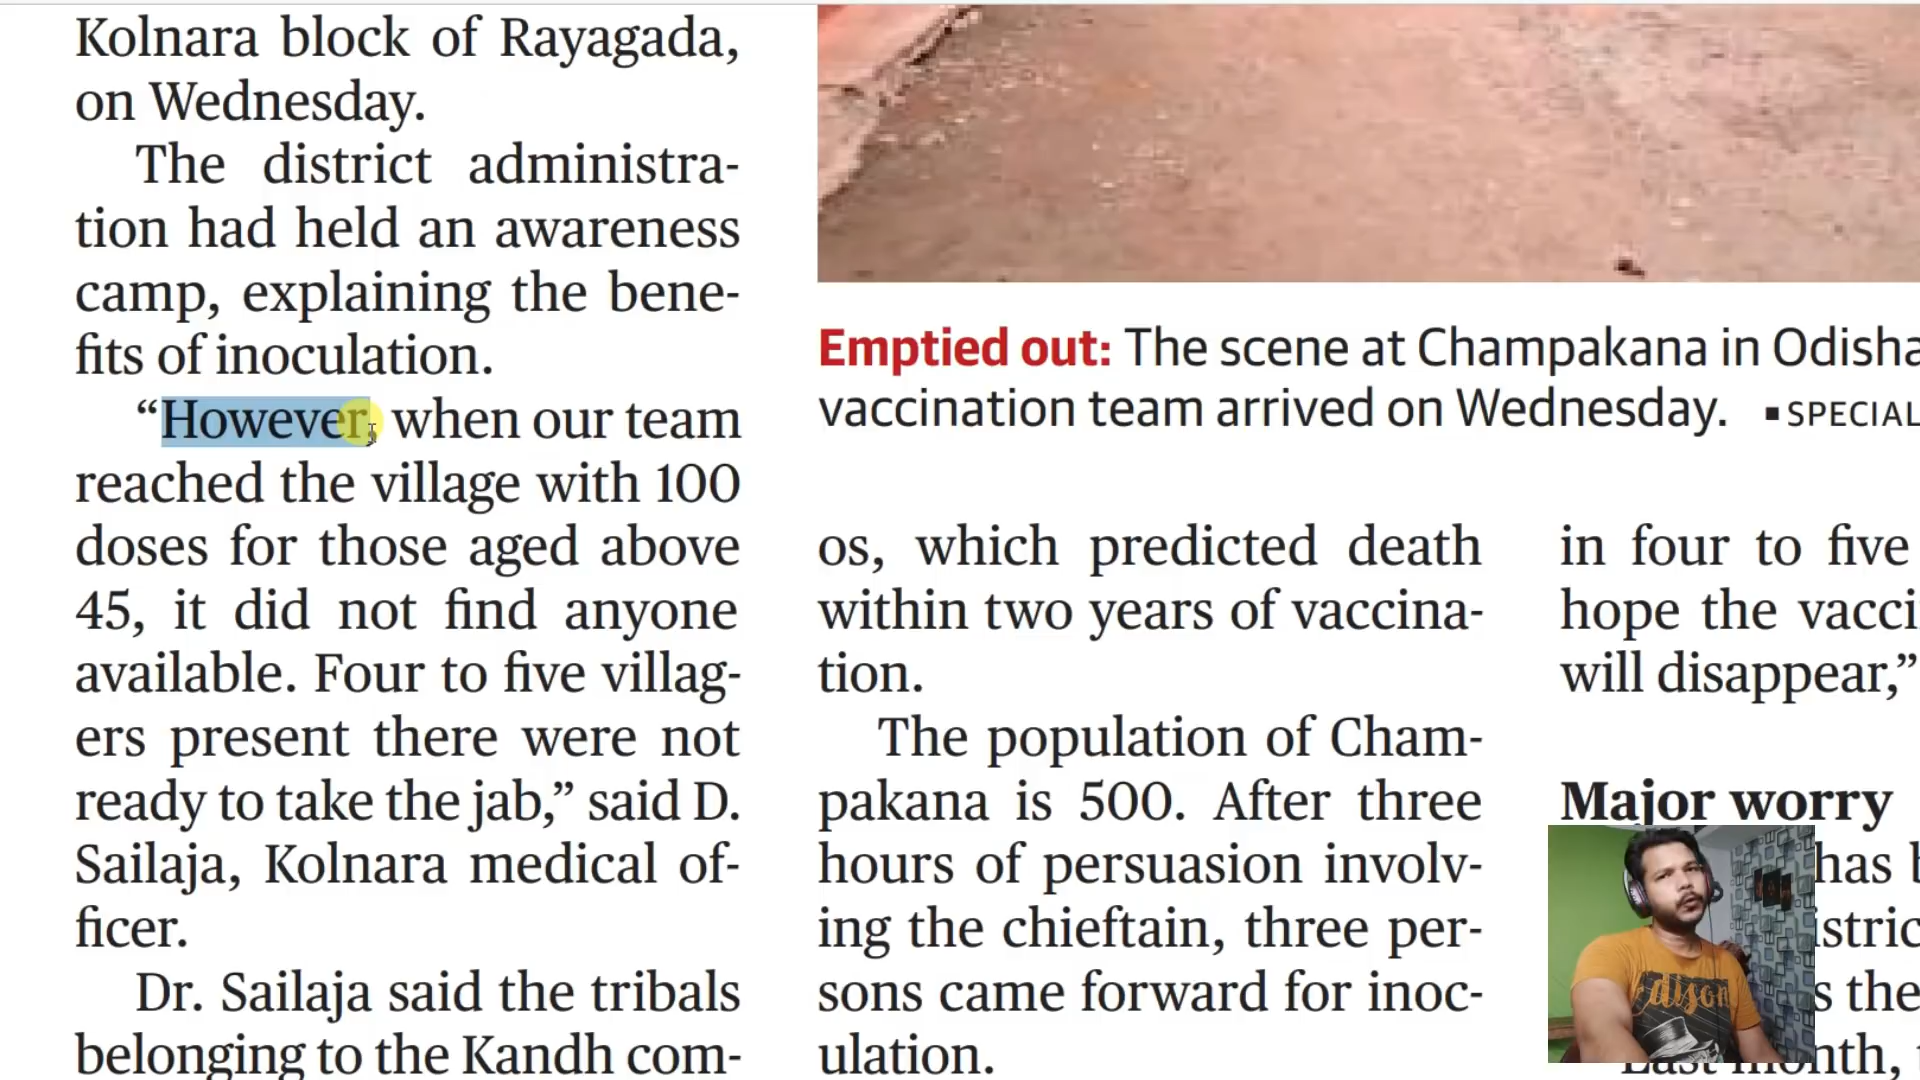 Kolnara block of Rayagada,
on Wednesday.
The district administra-
tion had held an awareness
camp, explaining the bene-
fits of inoculation.
“However, when our team
reached the village with 100
doses for those aged above
45, it did not find anyone
available. Four to five villag-
ers present there were not
ready to take the jab,” said D.
Sailaja, Kolnara medical of-
ficer.
Dr. Sailaja said the tribals
belonging to the Kandh com-
Emptied out: The scene at Champakana in Odisha
vaccination team arrived on Wednesday. ▪SPECIAL
os, which predicted death
within two years of vaccina-
tion.
The population of Cham-
pakana is 500. After three
hours of persuasion involv-
ing the chieftain, three per-
sons came forward for inoc-
ulation.
in four to five
hope the vacci
will disappear,”
Major worry
has
the
edison